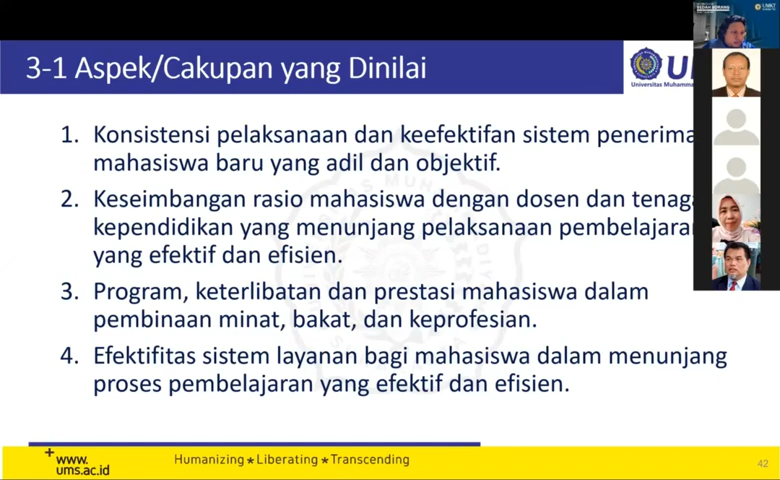 3-1 Aspek/Cakupan yang Dinilai
Universitas Muhamma
1. Konsistensi pelaksanaan dan keefektifan sistem penerima
mahasiswa baru yang adil dan objektif.
2. Keseimbangan rasio mahasiswa dengan dosen dan tenaga
kependidikan yang menunjang pelaksanaan pembelajara
yang efektif dan efisien.
3. Program, keterlibatan dan prestasi mahasiswa dalam
pembinaan minat, bakat, dan keprofesian.
4. Efektifitas sistem layanan bagi mahasiswa dalam menunjang
proses pembelajaran yang efektif dan efisien.
www.
ums.ac.id
Humanizing ★ Liberating ★ Transcending
42